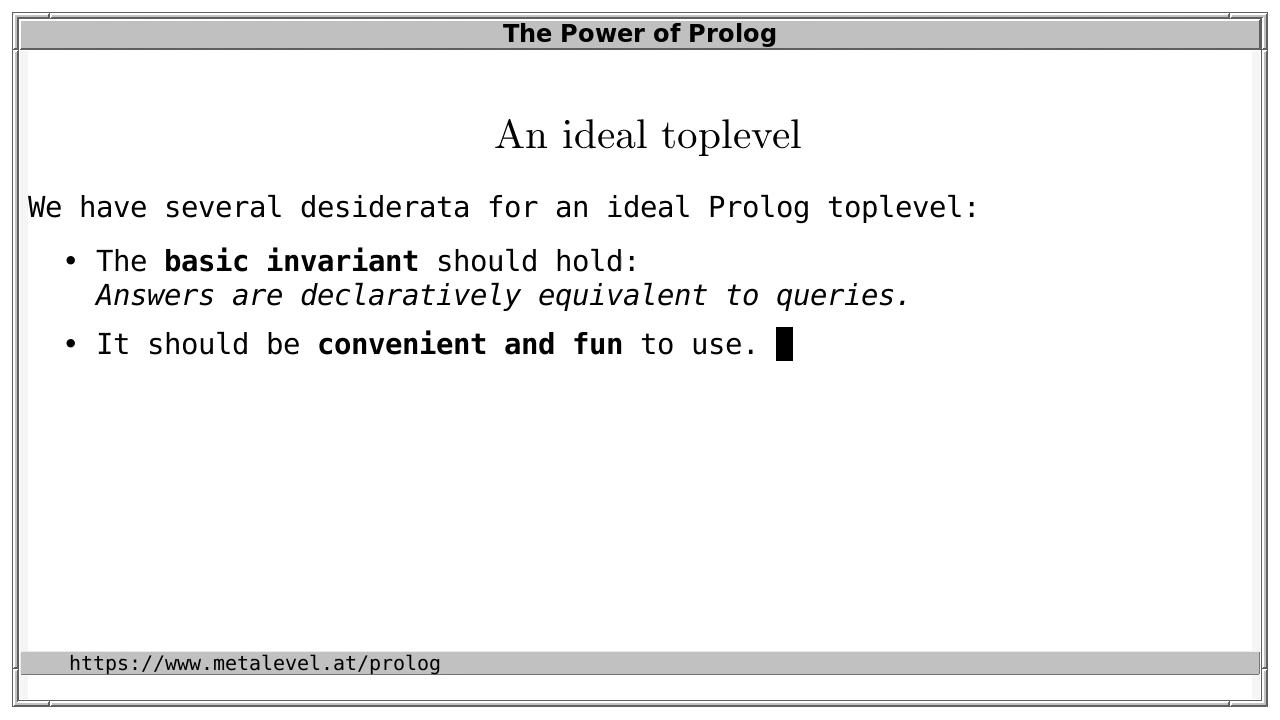 The Power of Prolog
An ideal toplevel
We have several desiderata for an ideal Prolog toplevel:
• The basic invariant should hold:
Answers are declaratively equivalent to queries.
• It should be convenient and fun to use.
https://www.metalevel.at/prolog